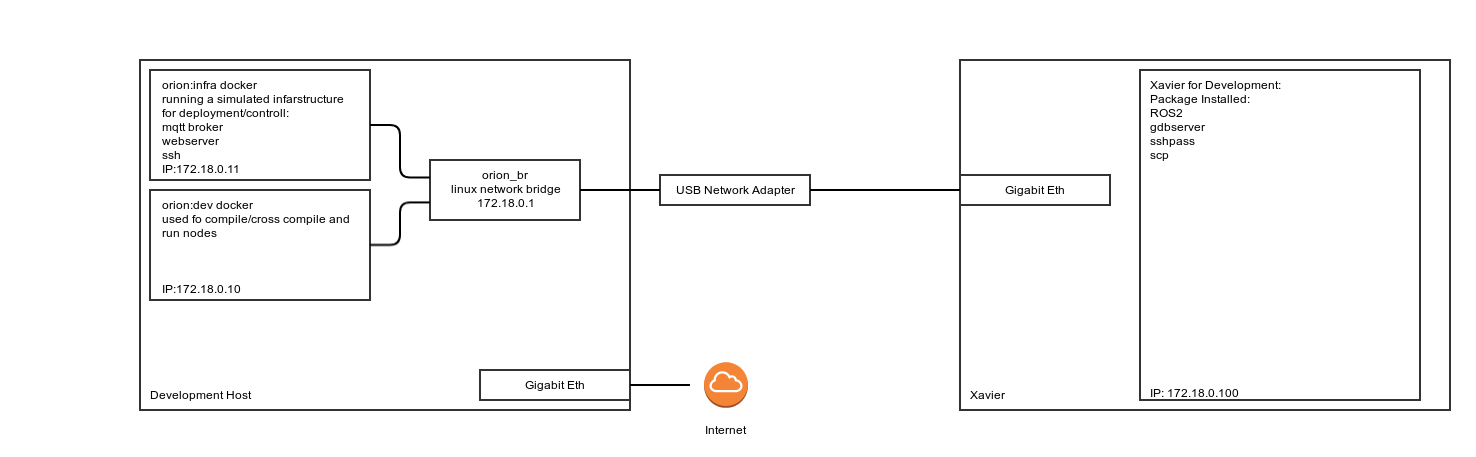 orion:infra docker
running a simulated infarstructure
for deployment/controll:
mqtt broker
webserver
ssh
IP:172.18.0.11
orion:dev docker
used fo compile/cross compile and
run nodes
IP:172.18.0.10
orion_br
linux network bridge
172.18.0.1
USB Network Adapter
Gigabit Eth
Xavier for Development:
Package Installed:
ROS2
gdbserver
sshpass
scp
IP: 172.18.0.100
Development Host
Gigabit Eth
Internet
Xavier